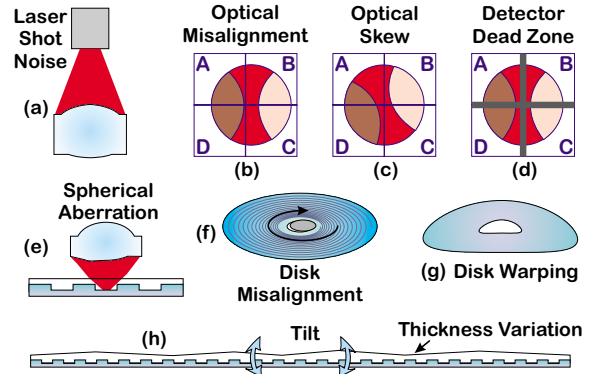 Laser
Shot
Noise
(a)
Optical
Misalignment
A
B
D
C
(b)
Optical
Skew
A
B
D
C
(c)
Detector
Dead Zone
A
B
D
C
(d)
Spherical
Aberration
(e)
(f)
Disk
Misalignment
(g) Disk Warping
(h)
Tilt
Thickness Variation